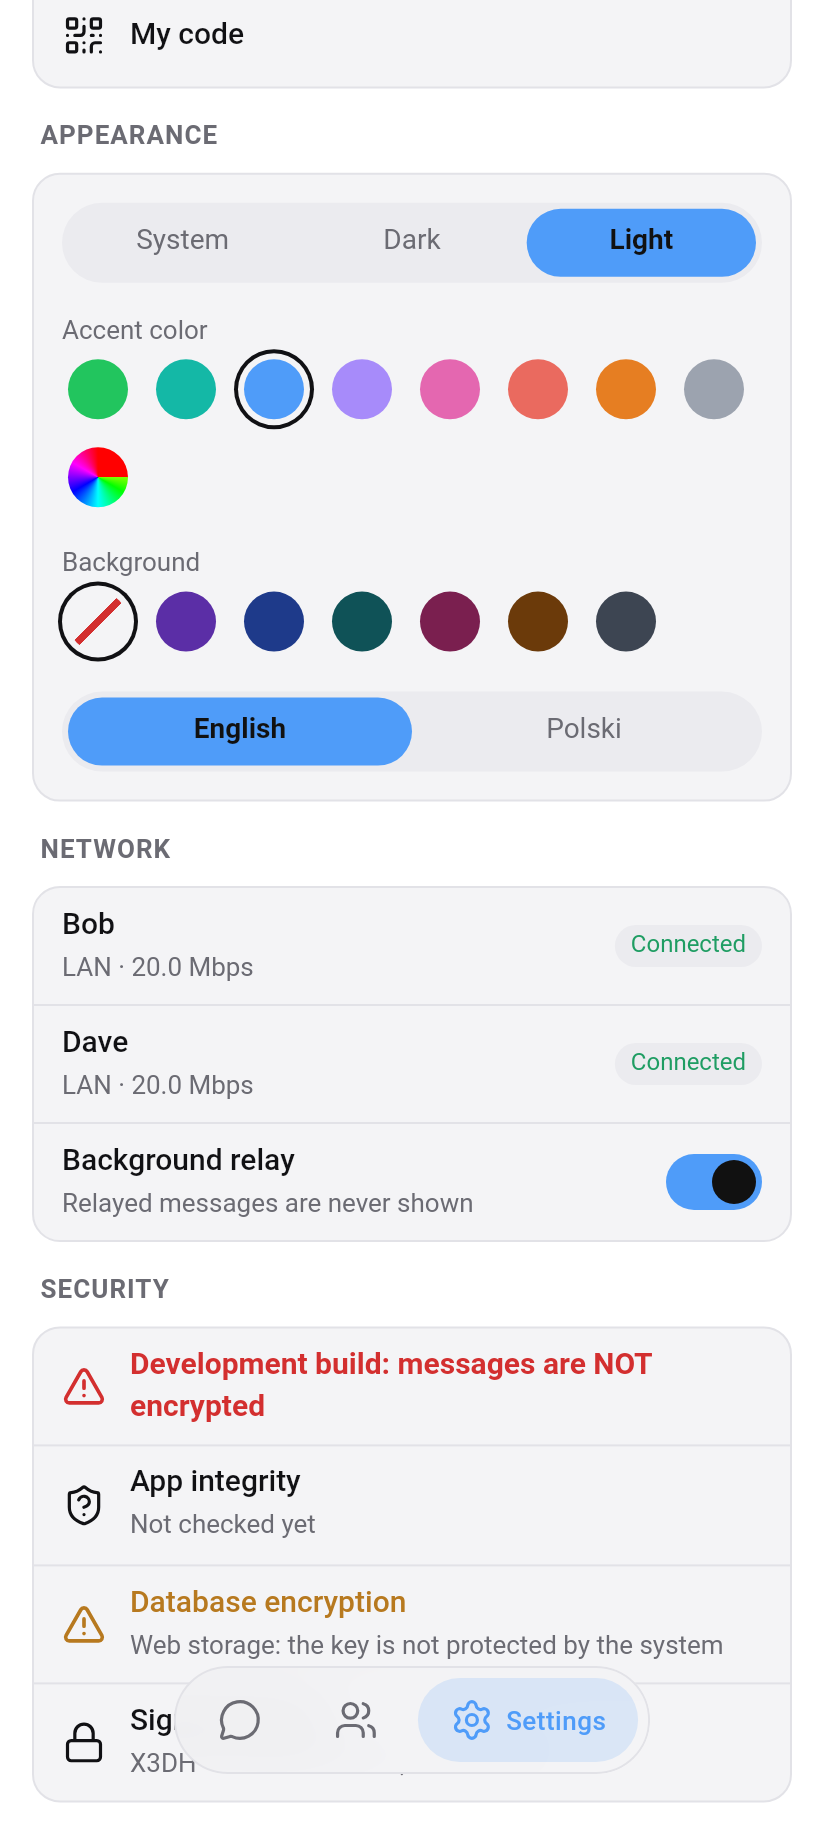 My code
APPEARANCE
System
Dark
Light
Accent color
Background
English
Polski
NETWORK
Bob
LAN · 20.0 Mbps
Connected
Dave
LAN · 20.0 Mbps
Connected
Background relay
Relayed messages are never shown
SECURITY
Development build: messages are NOT
encrypted
App integrity
Not checked yet
Database encryption
Web storage: the key is not protected by the system
X3DH
Settings